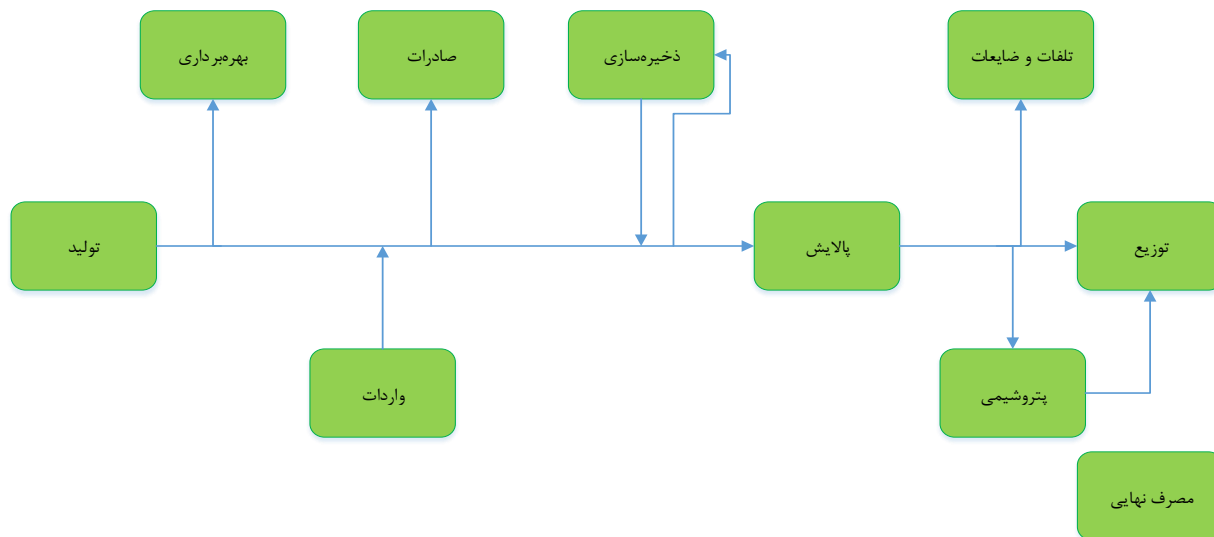 بهره‌برداری
صادرات
ذخیره‌سازی
تلفات و ضایعات
تولید
پالایش
توزیع
واردات
پتروشیمی
مصرف نهایی